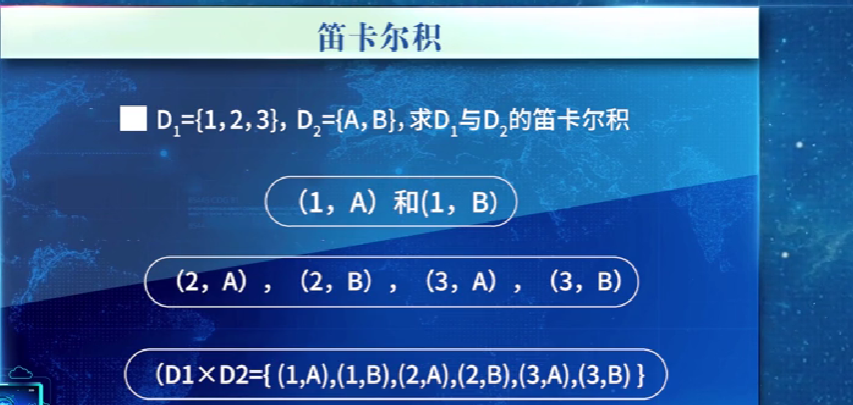 笛卡尔积
D₁={1,2,3}, D₂={A,B},求D₁与D₂的笛卡尔积
（1，A）和(1，B)
（2，A），（2，B），（3，A），（3，B）
（D1×D2={ (1,A),(1,B),(2,A),(2,B),(3,A),(3,B) }